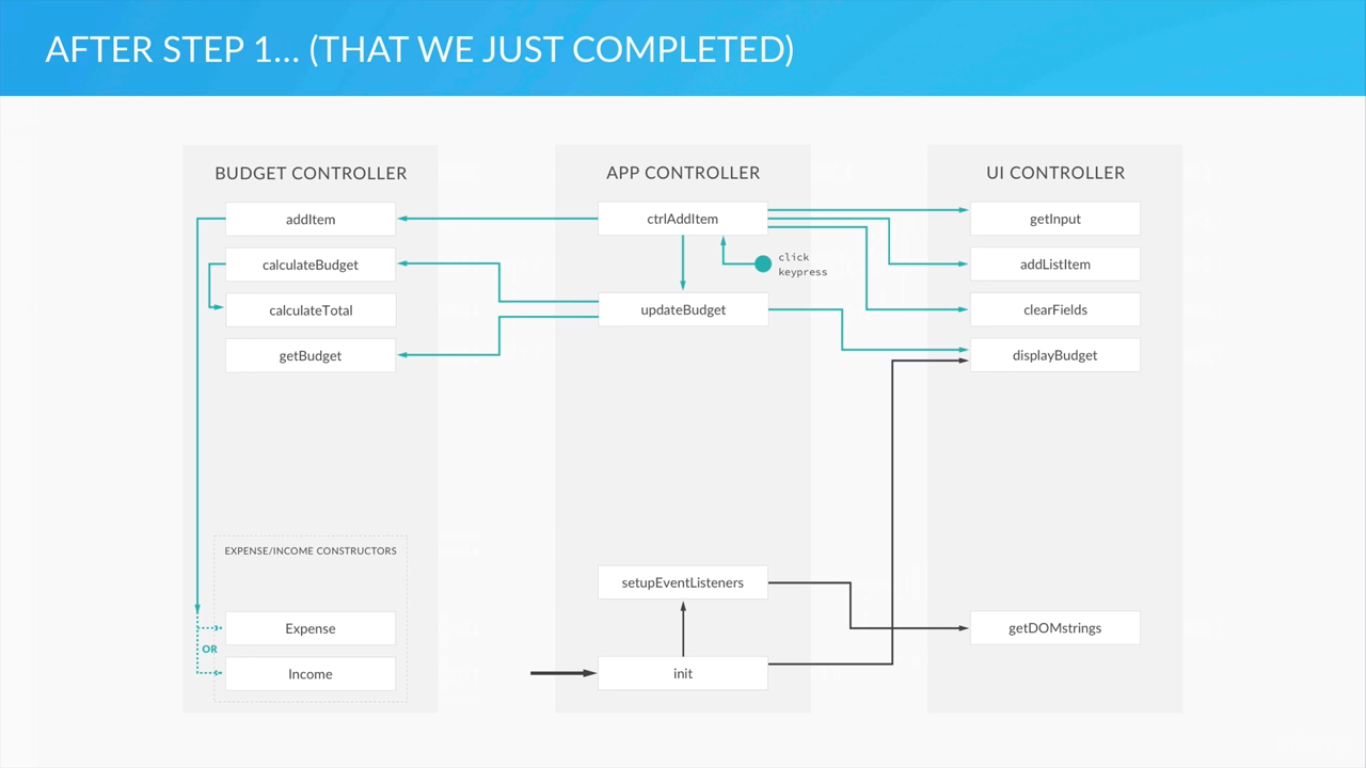 AFTER STEP 1... (THAT WE JUST COMPLETED)
BUDGET CONTROLLER
addItem
calculateBudget
calculateTotal
getBudget
EXPENSE/INCOME CONSTRUCTORS
Expense
OR
Income
APP CONTROLLER
ctrlAddItem
click
keypress
updateBudget
setupEventListeners
init
UI CONTROLLER
getInput
addListItem
clearFields
displayBudget
getDOMstrings